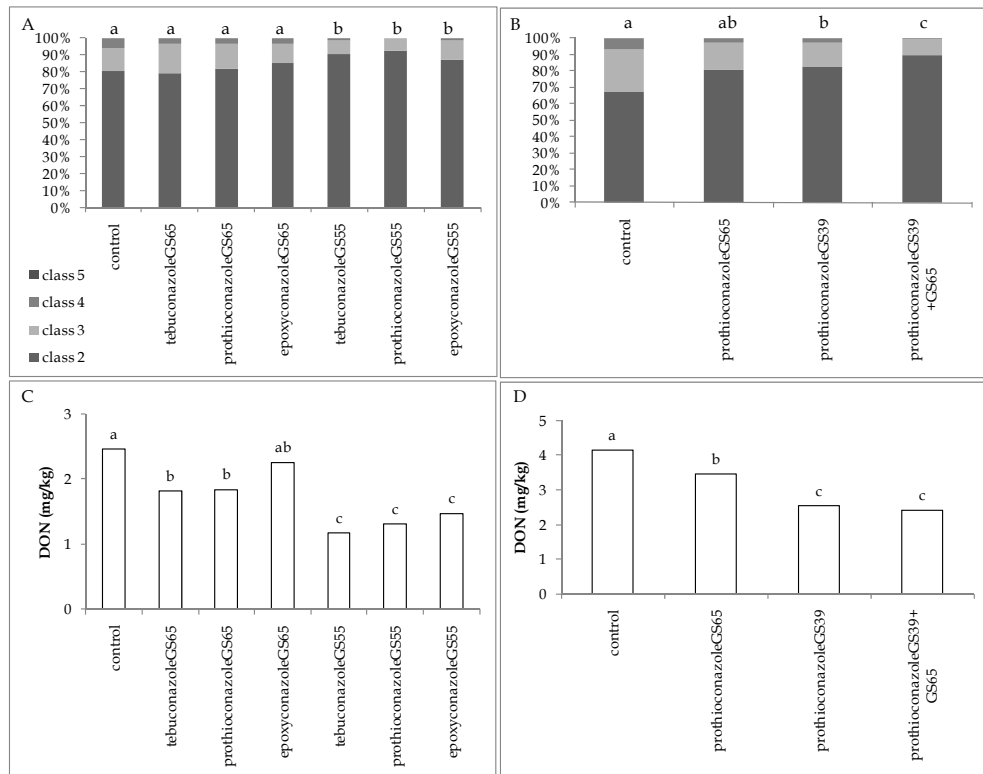 A
a a a a b b b
100%
90%
80%
70%
60%
50%
40%
30%
20%
10%
0%
control
tebuconazoleGS65
prothioconazoleGS65
epoxyconazoleGS65
tebuconazoleGS55
prothioconazoleGS55
epoxyconazoleGS55
class 5
class 4
class 3
class 2
B
a ab b c
100%
90%
80%
70%
60%
50%
40%
30%
20%
10%
0%
control
prothioconazoleGS65
prothioconazoleGS39
prothioconazoleGS39
+GS65
C
DON (mg/kg)
3
2
1
0
a b b ab c c c
control
tebuconazoleGS65
prothioconazoleGS65
epoxyconazoleGS65
tebuconazoleGS55
prothioconazoleGS55
epoxyconazoleGS55
D
DON (mg/kg)
5
4
3
2
1
0
a b c c
control
prothioconazoleGS65
prothioconazoleGS39
prothioconazoleGS39+
GS65